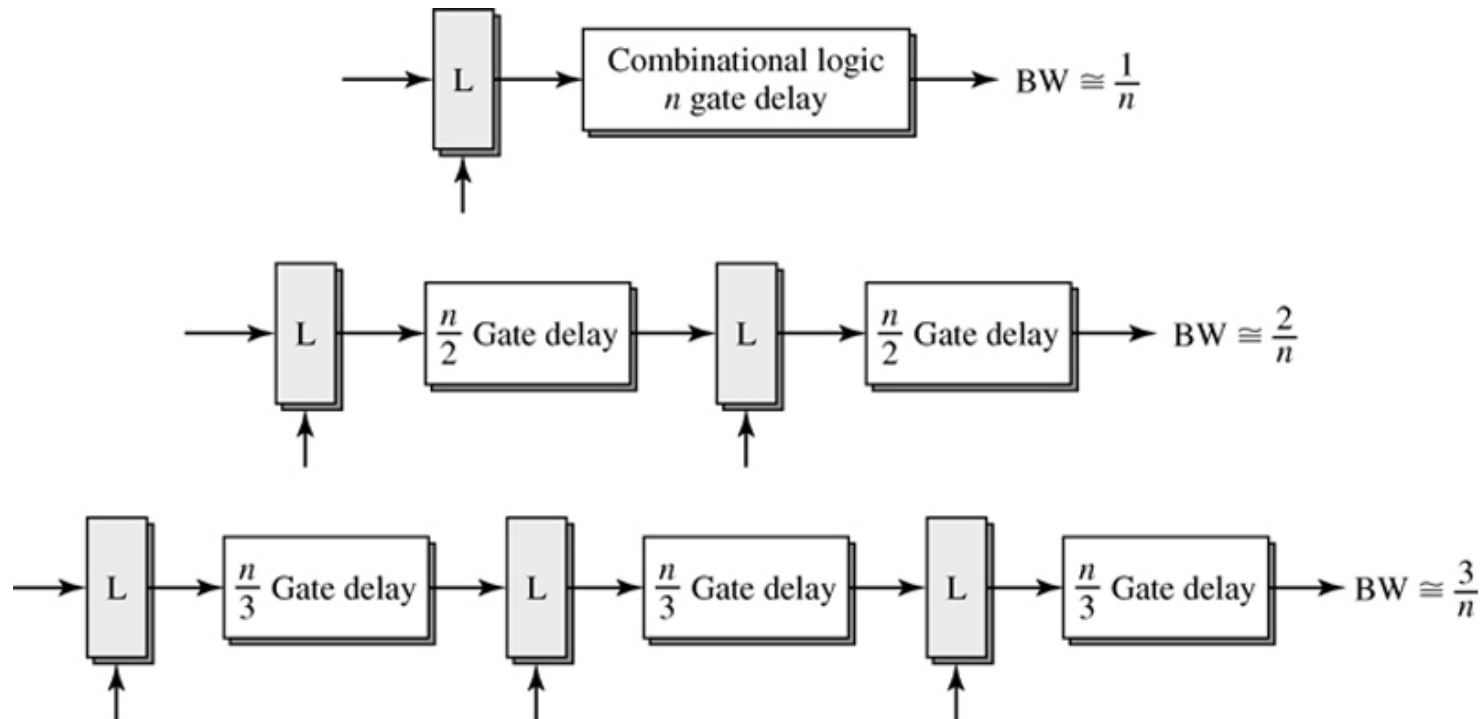 L
Combinational logic
n gate delay
BW ≅ 1/n
L
n/2 Gate delay
L
n/2 Gate delay
BW ≅ 2/n
L
n/3 Gate delay
L
n/3 Gate delay
L
n/3 Gate delay
BW ≅ 3/n